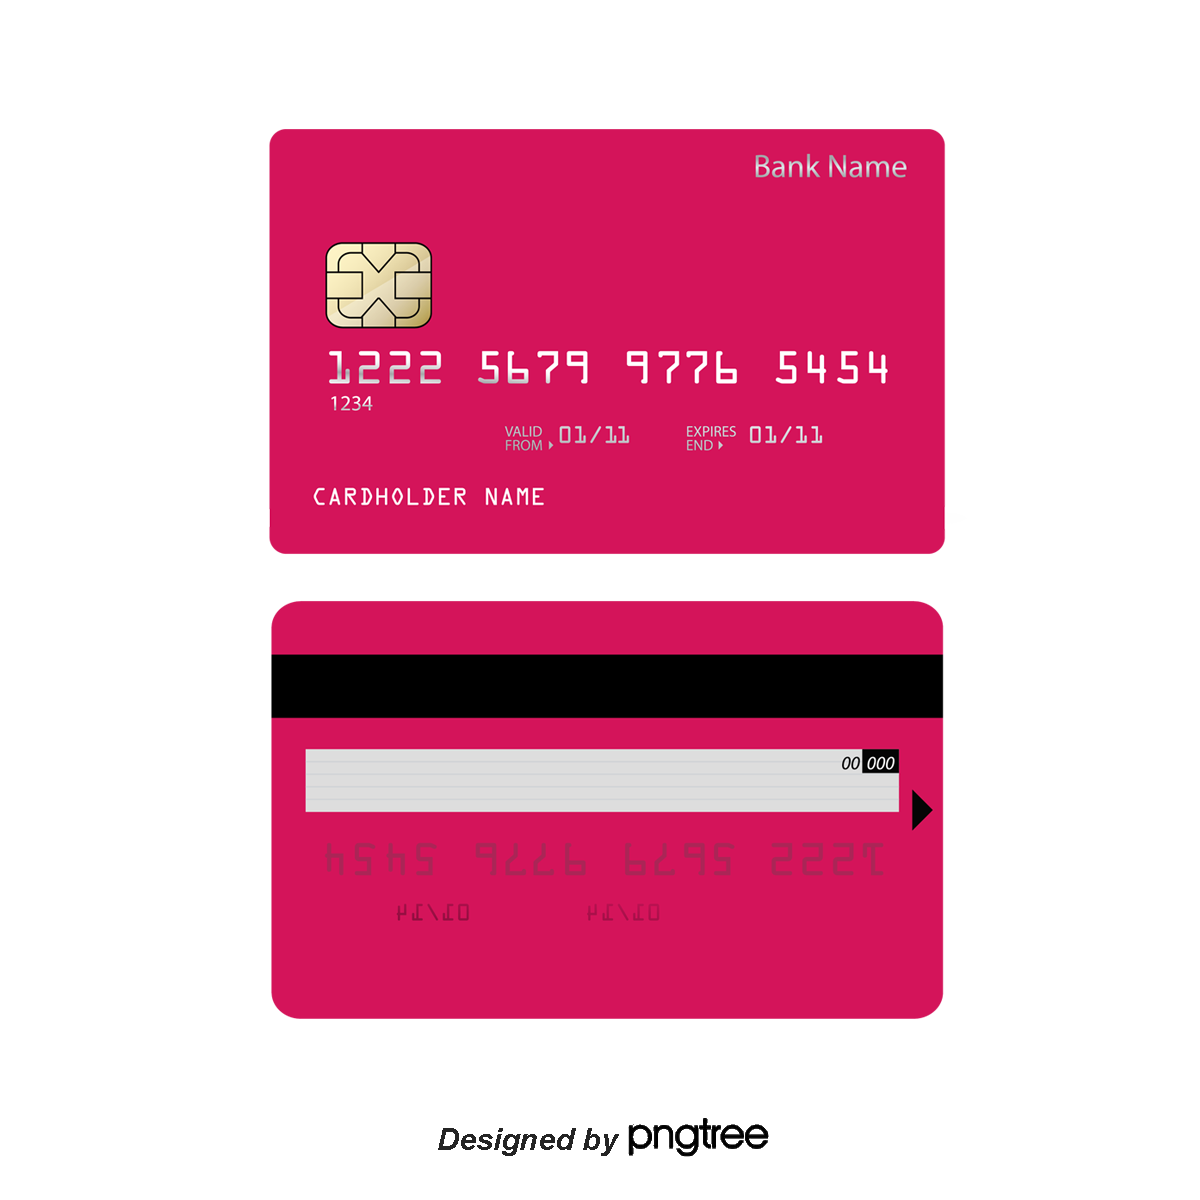 Bank Name
1222 5679 9776 5454
1234
VALID FROM 01/11 EXPIRES END 01/11
CARDHOLDER NAME
00 000
Designed by pngtree